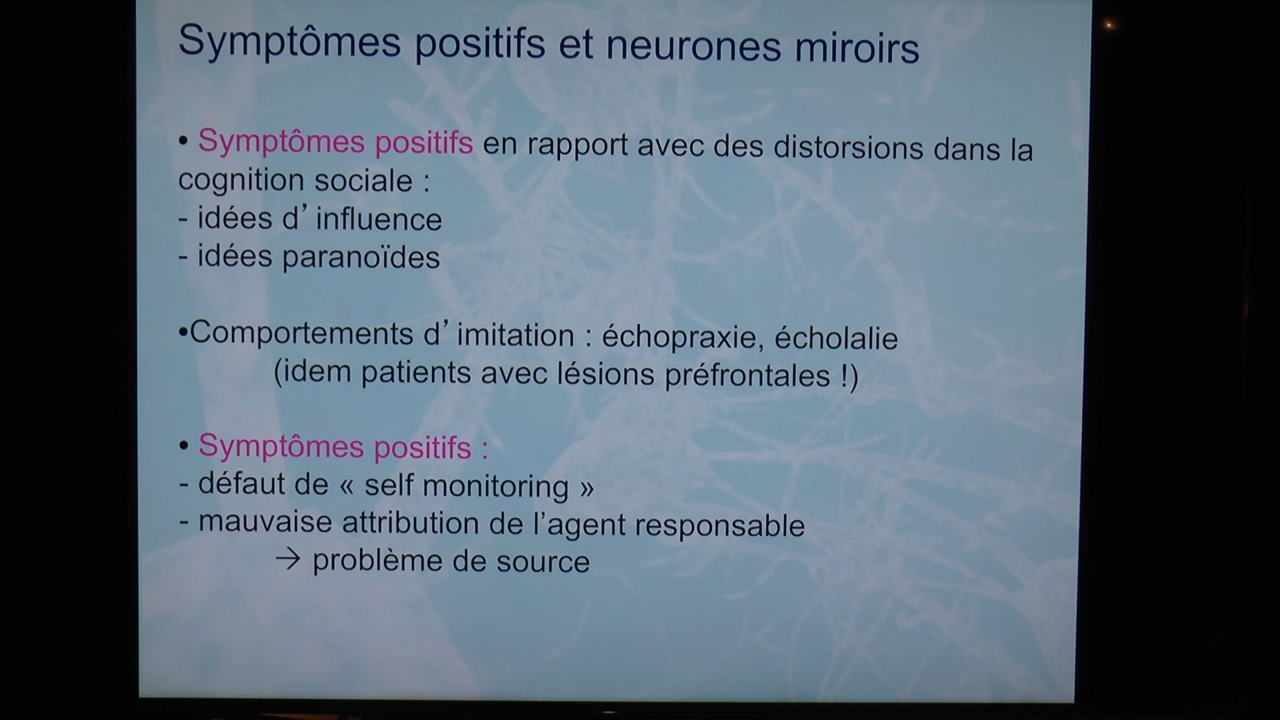 Symptômes positifs et neurones miroirs
• Symptômes positifs en rapport avec des distorsions dans la
cognition sociale :
- idées d’ influence
- idées paranoïdes
•Comportements d’ imitation : échopraxie, écholalie
(idem patients avec lésions préfrontales !)
• Symptômes positifs :
- défaut de « self monitoring »
- mauvaise attribution de l’agent responsable
→ problème de source